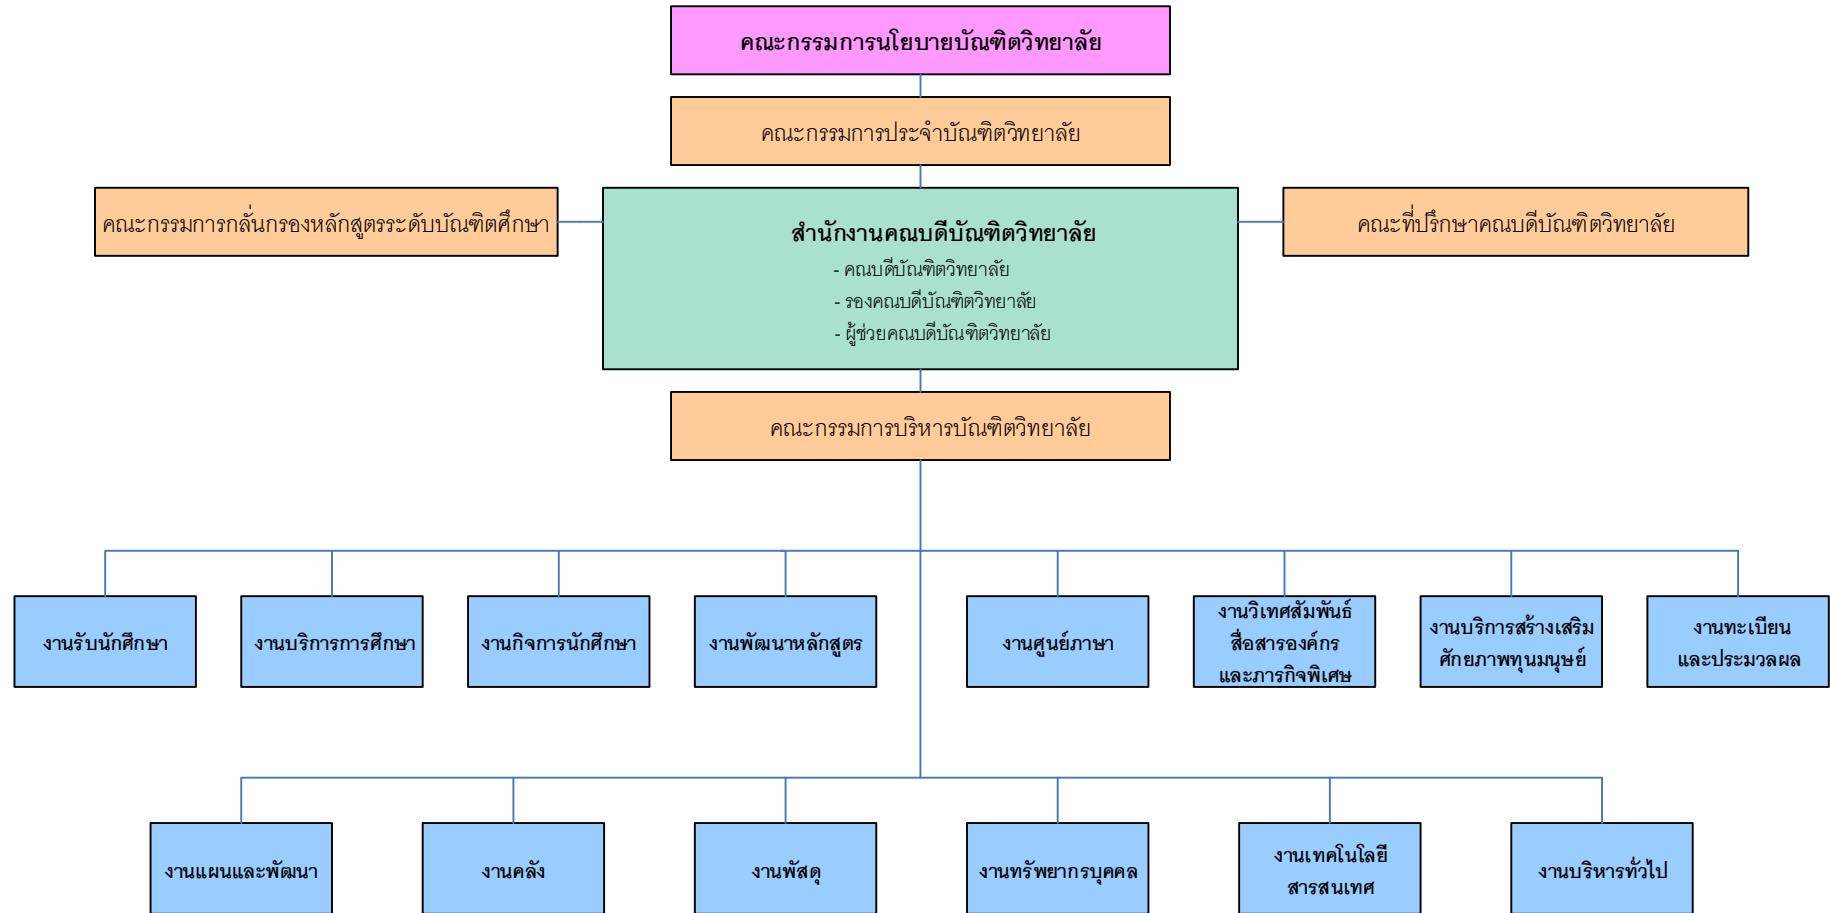 คณะกรรมการนโยบายบัณฑิตวิทยาลัย
คณะกรรมการประจำบัณฑิตวิทยาลัย
คณะกรรมการกลั่นกรองหลักสูตรระดับบัณฑิตศึกษา
สำนักงานคณบดีบัณฑิตวิทยาลัย
- คณบดีบัณฑิตวิทยาลัย
- รองคณบดีบัณฑิตวิทยาลัย
- ผู้ช่วยคณบดีบัณฑิตวิทยาลัย
คณะที่ปรึกษาคณบดีบัณฑิตวิทยาลัย
คณะกรรมการบริหารบัณฑิตวิทยาลัย
งานรับนักศึกษา
งานบริการการศึกษา
งานกิจการนักศึกษา
งานพัฒนาหลักสูตร
งานศูนย์ภาษา
งานวิเทศสัมพันธ์
สื่อสารองค์กร
และภารกิจพิเศษ
งานบริการสร้างเสริม
ศักยภาพทุนมนุษย์
งานทะเบียน
และประมวลผล
งานแผนและพัฒนา
งานคลัง
งานพัสดุ
งานทรัพยากรบุคคล
งานเทคโนโลยี
สารสนเทศ
งานบริหารทั่วไป